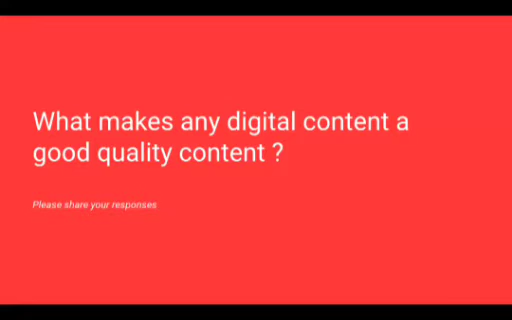 What makes any digital content a
good quality content ?
Please share your responses